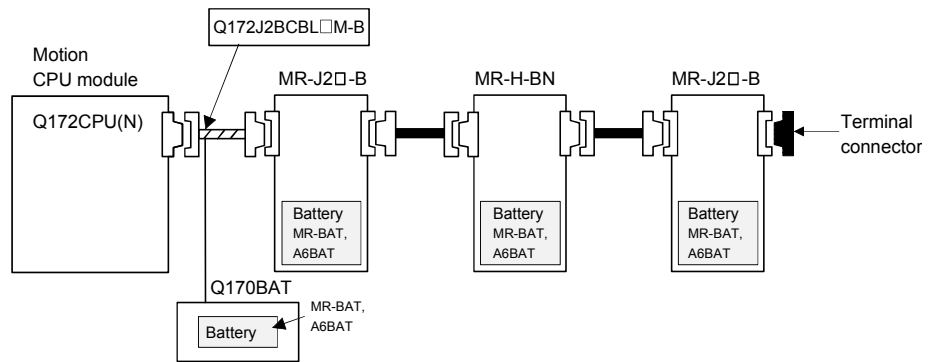 Q172J2BCBL□M-B
Motion
CPU module
Q172CPU(N)
MR-J2□-B
MR-H-BN
MR-J2□-B
Terminal
connector
Battery
MR-BAT,
A6BAT
Battery
MR-BAT,
A6BAT
Battery
MR-BAT,
A6BAT
Q170BAT
Battery
MR-BAT,
A6BAT